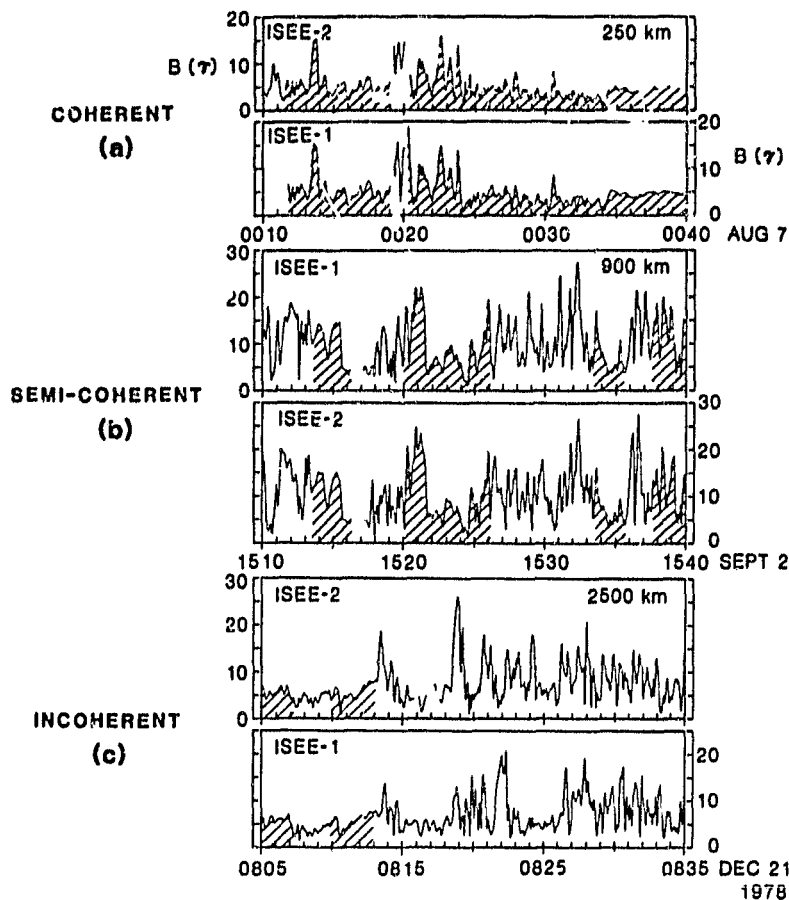 ISEE-2 250 km
20
B (γ)
10
0
COHERENT
(a)
ISEE-1
20
B (γ)
10
0
0010 0020 0030 0040 AUG 7
30
ISEE-1 900 km
20
10
0
SEMI-COHERENT
(b)
ISEE-2
30
20
10
0
1510 1520 1530 1540 SEPT 2
30
ISEE-2 2500 km
20
10
0
INCOHERENT
(c)
ISEE-1
20
10
0
0805 0815 0825 0835 DEC 21
1978